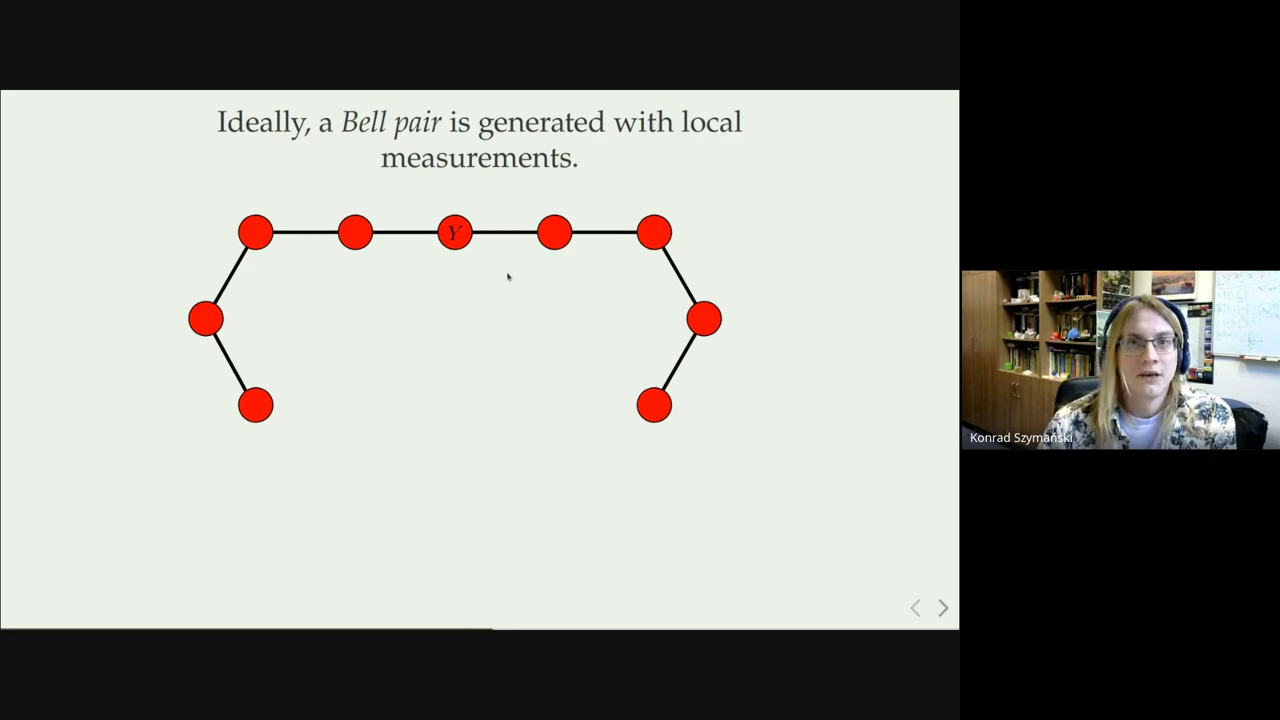 Ideally, a Bell pair is generated with local
measurements.
Y
Konrad Szymański